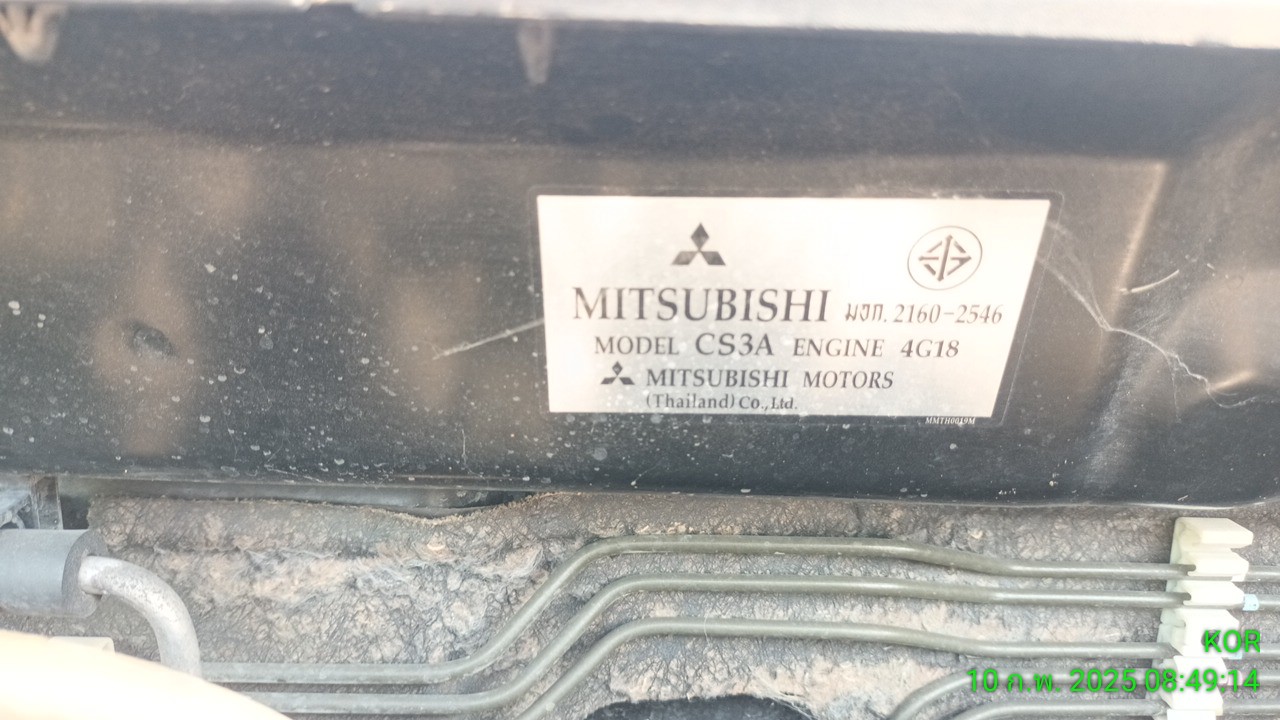 MITSUBISHI มอก. 2160-2546
MODEL CS3A ENGINE 4G18
MITSUBISHI MOTORS
(Thailand) Co., Ltd.
MMTH0019M
KOR
10 ก.พ. 2025 08:49:14